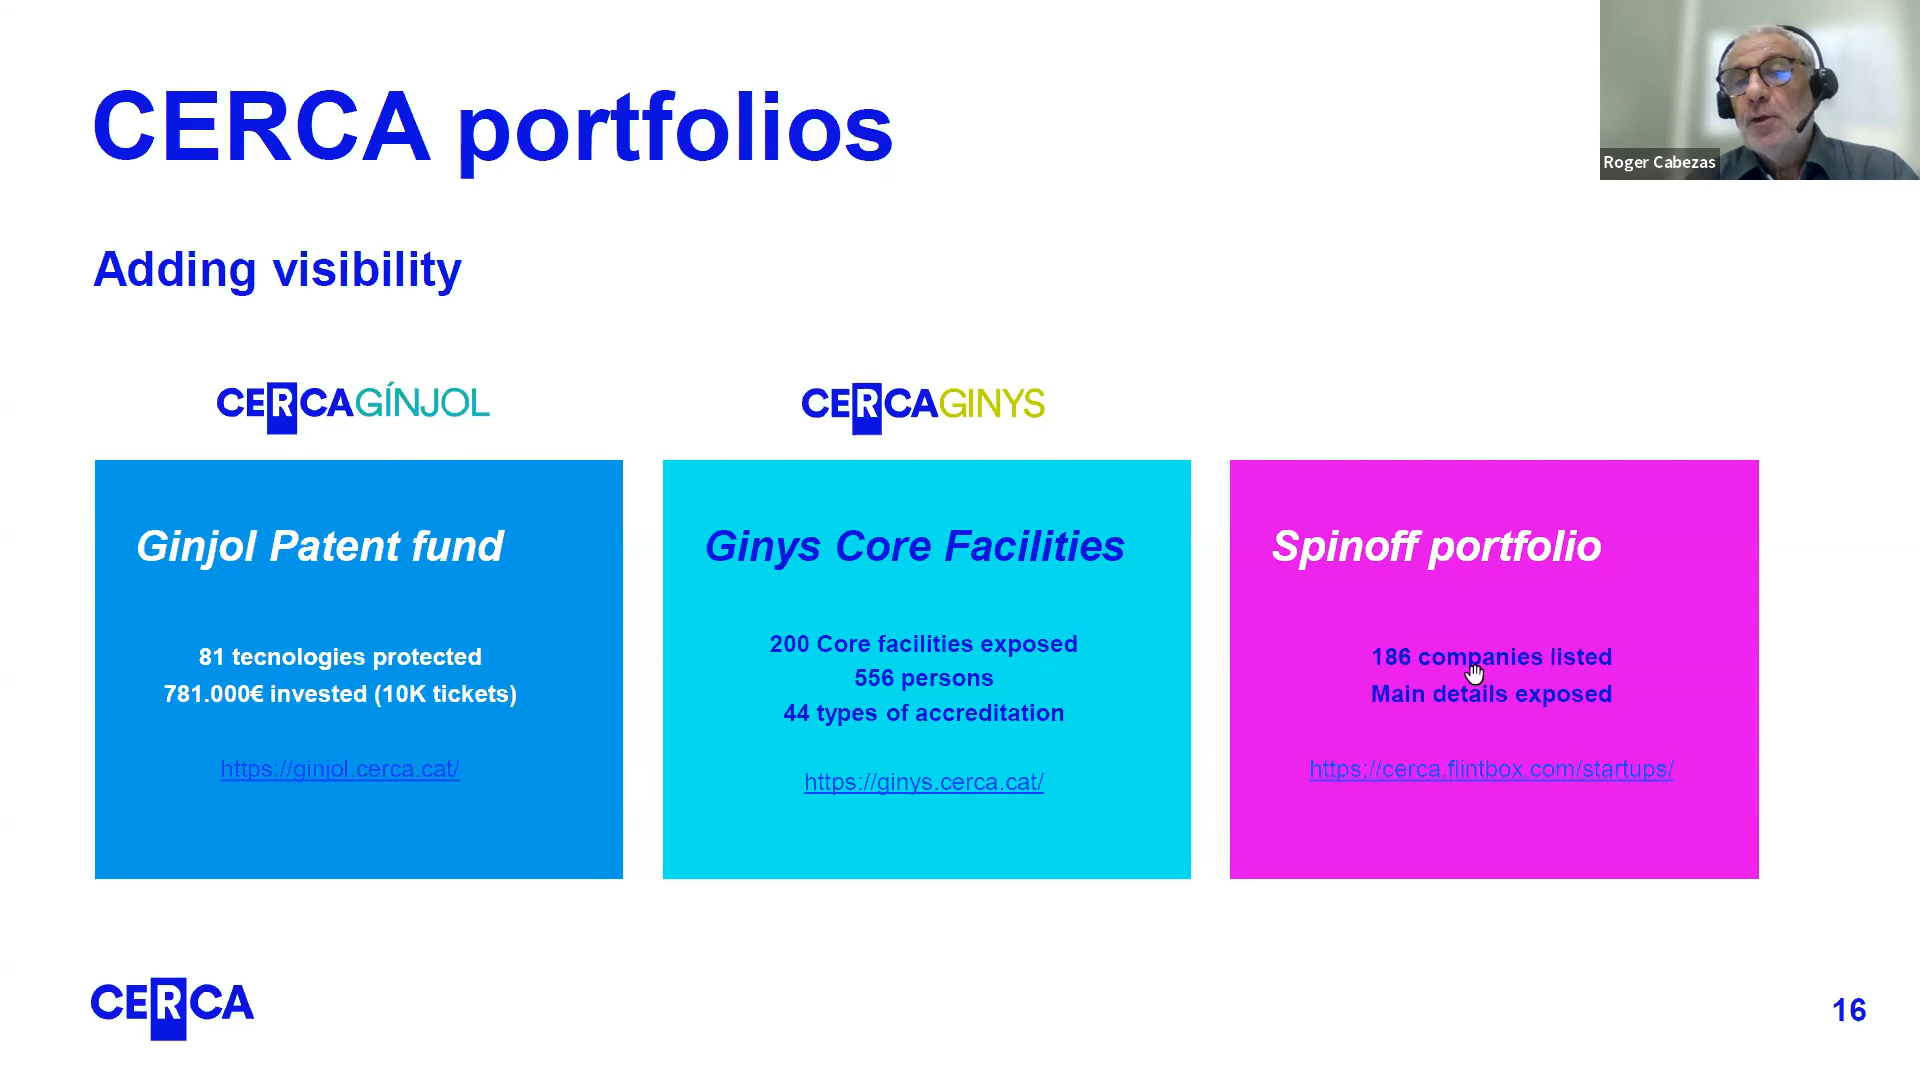 CERCA portfolios
Roger Cabezas
Adding visibility
CERCAGÍNJOL
CERCAGINYS
Ginjol Patent fund
81 tecnologies protected
781.000€ invested (10K tickets)
https://ginjol.cerca.cat/
Ginys Core Facilities
200 Core facilities exposed
556 persons
44 types of accreditation
https://ginys.cerca.cat/
Spinoff portfolio
186 companies listed
Main details exposed
https://cerca.flintbox.com/startups/
CERCA
16